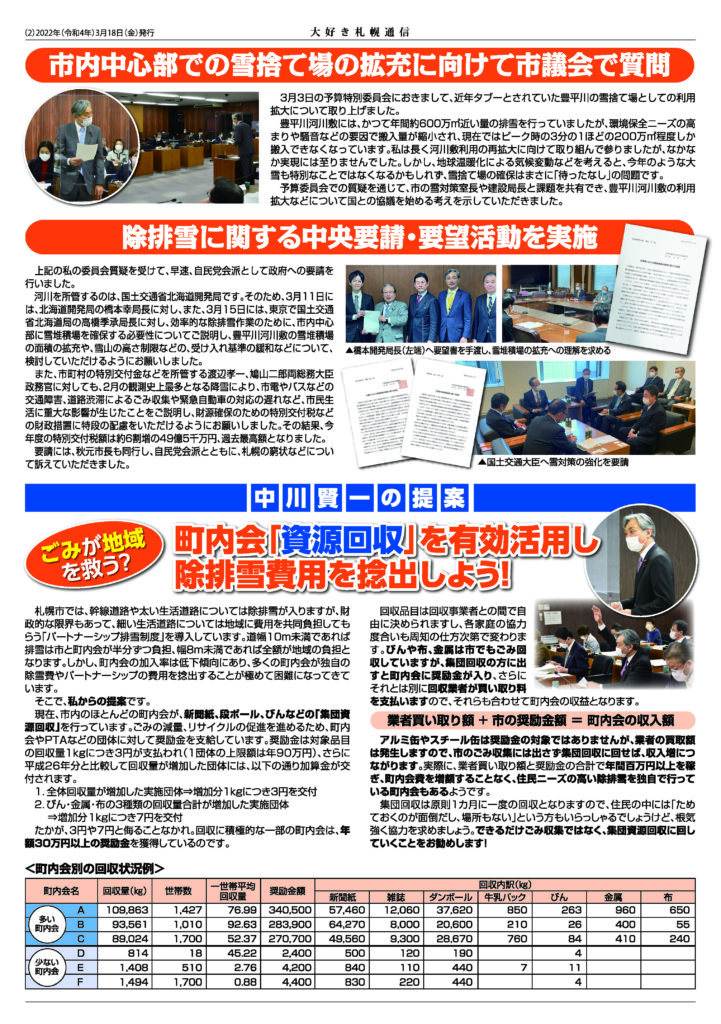 (2)2022年(令和4年)3月18日(金)発行
大好き札幌通信
市内中心部での雪捨て場の拡充に向けて市議会で質問
3月3日の予算特別委員会におきまして、近年タブーとされていた豊平川の雪捨て場としての利用
拡大について取り上げました。
豊平川河川敷には、かつて年間約600万㎥近い量の排雪を行っていましたが、環境保全ニーズの高
まりや騒音などの要因で搬入量が縮小され、現在ではピーク時の3分の1ほどの200万㎥程度しか
搬入できなくなっています。私は長く河川敷利用の再拡大に向けて取り組んで参りましたが、なかな
か実現には至りませんでした。しかし、地球温暖化による気候変動などを考えると、今年のような大
雪も特別なことではなくなるかもしれず、雪捨て場の確保はまさに「待ったなし」の問題です。
予算委員会での質疑を通じて、市の雪対策室長や建設局長と課題を共有でき、豊平川河川敷の利用
拡大などについて国との協議を始める考えを示していただきました。
除排雪に関する中央要請・要望活動を実施
上記の私の委員会質疑を受けて、早速、自民党会派として政府への要請を
行いました。
河川を所管するのは、国土交通省北海道開発局です。そのため、3月11日に
は、北海道開発局の橋本幸局長に対し、また、3月15日には、東京で国土交通
省北海道局の高橋季承局長に対し、効率的な除排雪作業のために、市内中心
部に雪堆積場を確保する必要性についてご説明し、豊平川河川敷の雪堆積場
の面積の拡充や、雪山の高さ制限などの、受け入れ基準の緩和などについて、
検討していただけるようにお願いしました。
また、市町村の特別交付金などを所管する渡辺孝一、鳩山二郎両総務大臣
政務官に対しても、2月の観測史上最多となる降雪により、市電やバスなどの
交通障害、道路渋滞によるごみ収集や緊急自動車の対応の遅れなど、市民生
活に重大な影響が生じたことをご説明し、財源確保のための特別交付税など
の財政措置に特段の配慮をいただけるようにお願いしました。その結果、今
年度の特別交付税額は約6割増の49億5千万円、過去最高額となりました。
要請には、秋元市長も同行し、自民党会派とともに、札幌の窮状などについ
て訴えていただきました。
▲橋本開発局長(左端)へ要望書を手渡し、雪堆積場の拡充への理解を求める
▲国土交通大臣へ雪対策の強化を要請
中川賢一の提案
ごみが地域
を救う?
町内会「資源回収」を有効活用し
除排雪費用を捻出しよう!
札幌市では、幹線道路や太い生活道路については除排雪が入りますが、財
政的な限界もあって、細い生活道路については地域に費用を共同負担しても
らう「パートナーシップ排雪制度」を導入しています。道幅10m未満であれば
排雪は市と町内会が半分ずつ負担、幅8m未満であれば全額が地域の負担と
なります。しかし、町内会の加入率は低下傾向にあり、多くの町内会が独自の
除雪費やパートナーシップの費用を捻出することが極めて困難になってきて
います。
そこで、私からの提案です。
現在、市内のほとんどの町内会が、新聞紙、段ボール、びんなどの「集団資
源回収」を行っています。ごみの減量、リサイクルの促進を進めるため、町内
会やPTAなどの団体に対して奨励金を支給しています。奨励金は対象品目
の回収量1kgにつき3円が支払われ(1団体の上限額は年90万円)、さらに
平成26年分と比較して回収量が増加した団体には、以下の通り加算金が交
付されます。
1. 全体回収量が増加した実施団体⇒増加分1kgにつき3円を交付
2. びん・金属・布の3種類の回収量合計が増加した実施団体
⇒増加分1kgにつき7円を交付
たかが、3円や7円と侮ることなかれ。回収に積極的な一部の町内会は、年
額30万円以上の奨励金を獲得しているのです。
回収品目は回収事業者との間で自
由に決められますし、各家庭の協力
度合いも周知の仕方次第で変わりま
す。びんや布、金属は市でもごみ回
収していますが、集団回収の方に出
すと町内会に奨励金が入り、さらに
それとは別に回収業者が買い取り料
を支払いますので、それらも合わせて町内会の収益となります。
業者買い取り額 + 市の奨励金額 = 町内会の収入額
アルミ缶やスチール缶は奨励金の対象ではありませんが、業者の買取額
は発生しますので、市のごみ収集には出さず集団回収に回せば、収入増につ
ながります。実際に、業者買い取り額と奨励金の合計で年間百万円以上を稼
ぎ、町内会費を増額することなく、住民ニーズの高い除排雪を独自で行って
いる町内会もあるようです。
集団回収は原則1カ月に一度の回収となりますので、住民の中には「ため
ておくのが面倒だし、場所もない」という方もいらっしゃるでしょうけど、根気
強く協力を求めましょう。できるだけごみ収集ではなく、集団資源回収に回し
ていくことをお勧めします!
<町内会別の回収状況例>
町内会名 回収量(kg) 世帯数 一世帯平均回収量 奨励金額 回収内訳(kg)
新聞紙 雑誌 ダンボール 牛乳パック びん 金属 布
多い町内会
A 109,863 1,427 76.99 340,500 57,460 12,060 37,620 850 263 960 650
B 93,561 1,010 92.63 283,900 64,270 8,000 20,600 210 26 400 55
C 89,024 1,700 52.37 270,700 49,560 9,300 28,670 760 84 410 240
少ない町内会
D 814 18 45.22 2,400 500 120 190 4
E 1,408 510 2.76 4,200 840 110 440 7 11
F 1,494 1,700 0.88 4,400 830 220 440 4